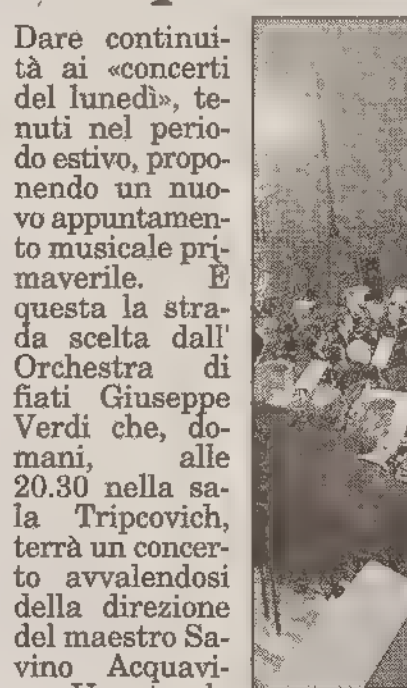 Dare continui-
tà ai «concerti
del lunedì», te-
nuti nel perio-
do estivo, propo-
nendo un nuo-
vo appuntamen-
to musicale pri-
maverile. È
questa la stra-
da scelta dall'
Orchestra di
fiati Giuseppe
Verdi che, do-
mani, alle
20.30 nella sa-
la Tripcovich,
terrà un concer-
to avvalendosi
della direzione
del maestro Sa-
vino Acquavi-